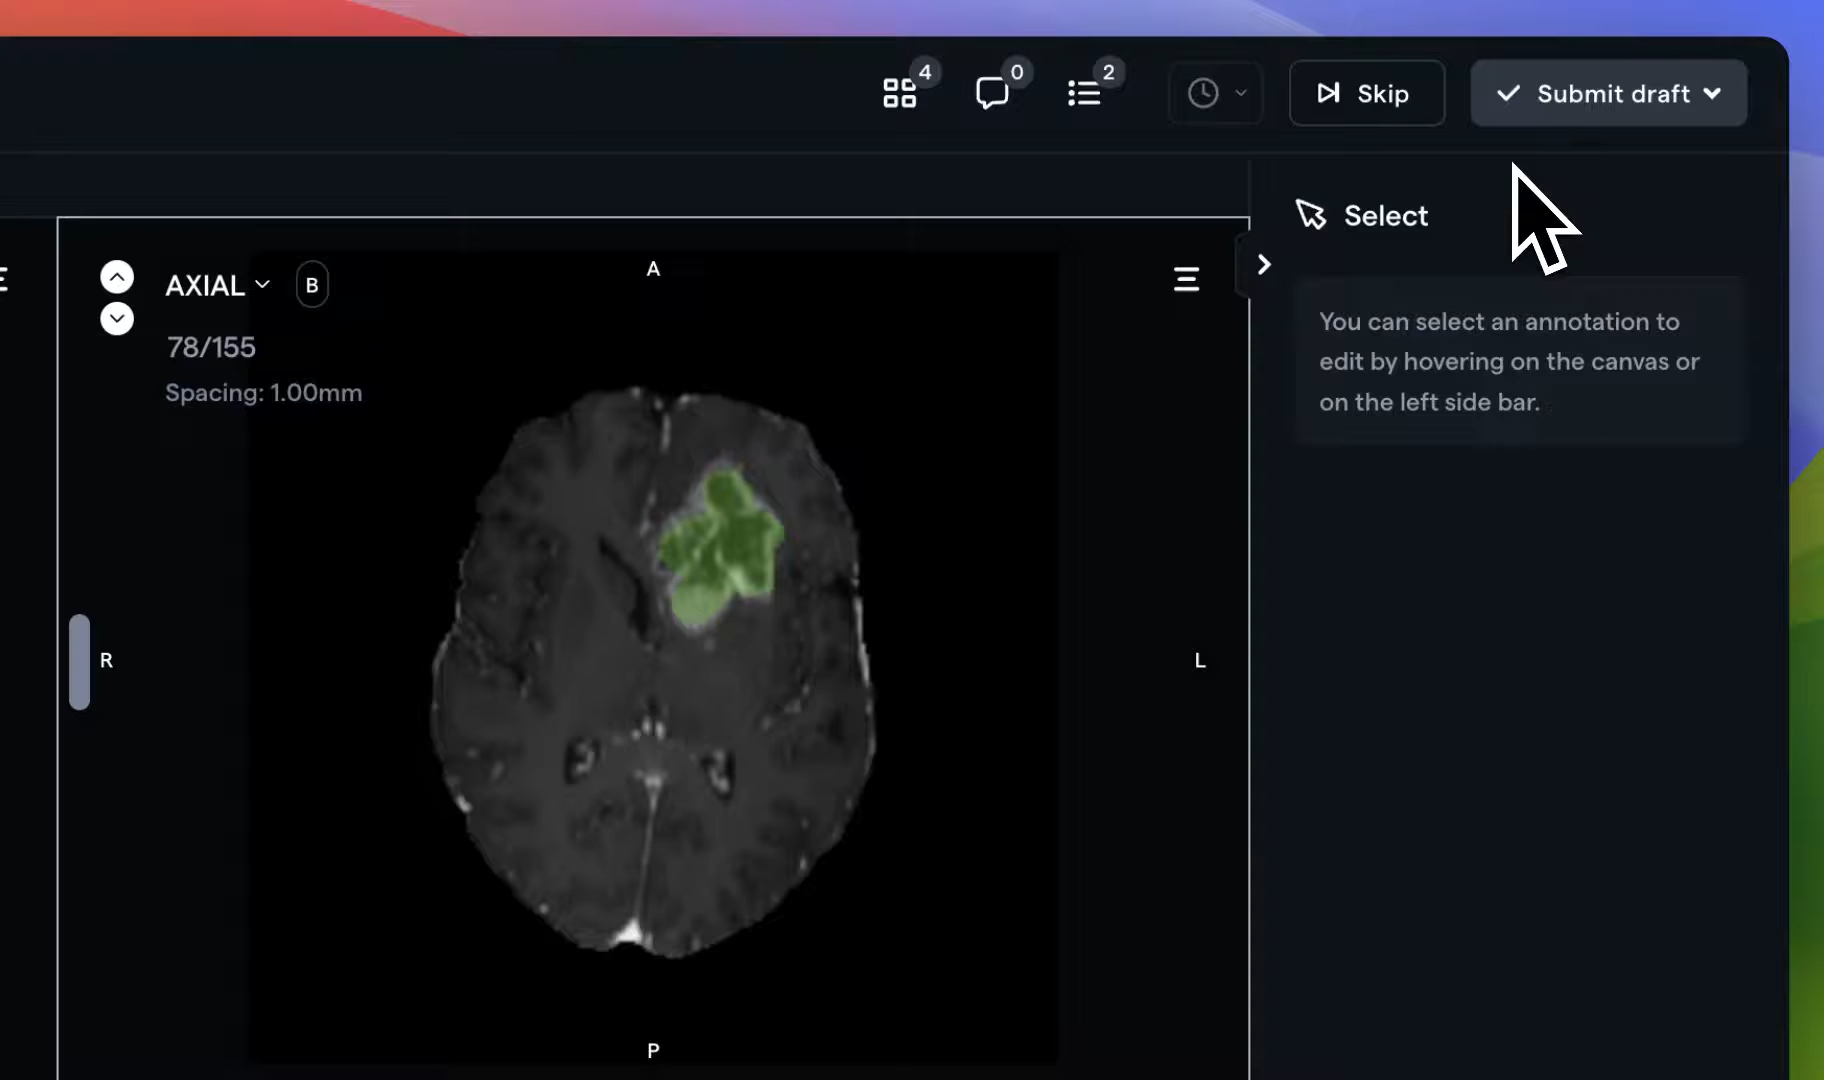 4
0
2
Skip
Submit draft
Select
AXIAL
B
A
You can select an annotation to
edit by hovering on the canvas or
on the left side bar.
78/155
Spacing: 1.00mm
R
L
P